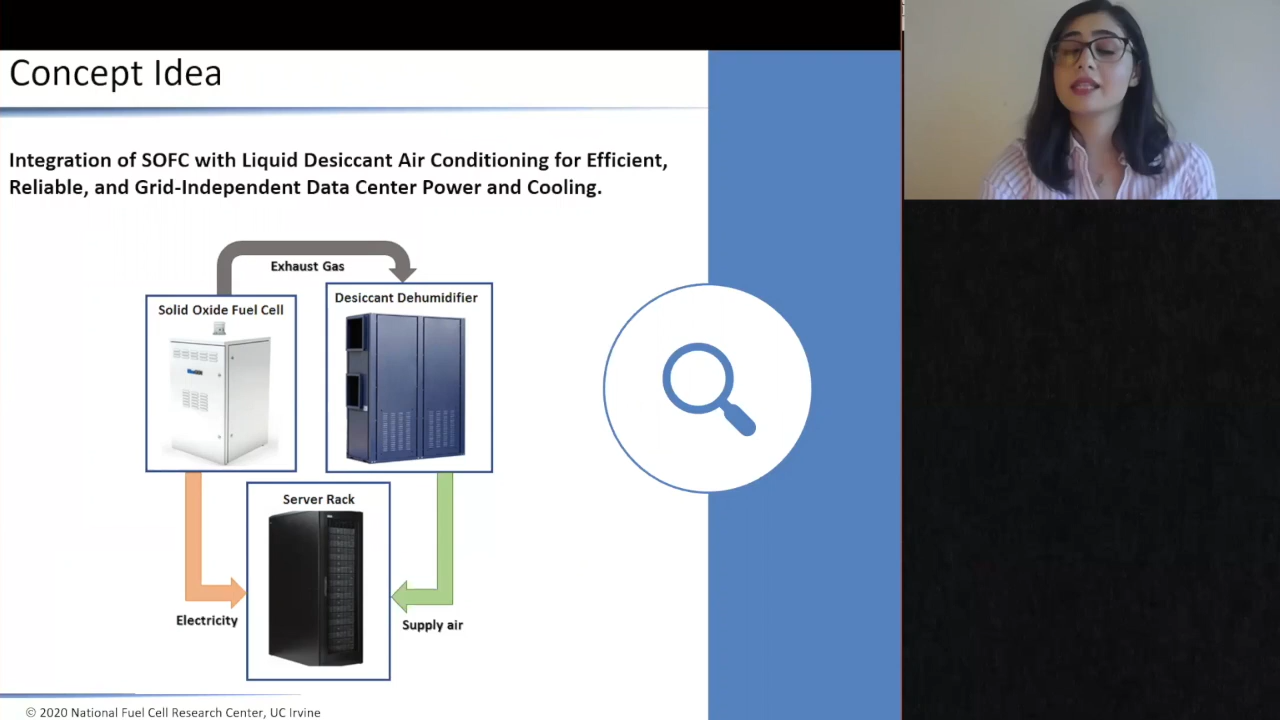 Concept Idea
Integration of SOFC with Liquid Desiccant Air Conditioning for Efficient,
Reliable, and Grid-Independent Data Center Power and Cooling.
Exhaust Gas
Solid Oxide Fuel Cell
Desiccant Dehumidifier
Server Rack
Electricity
Supply air
© 2020 National Fuel Cell Research Center, UC Irvine